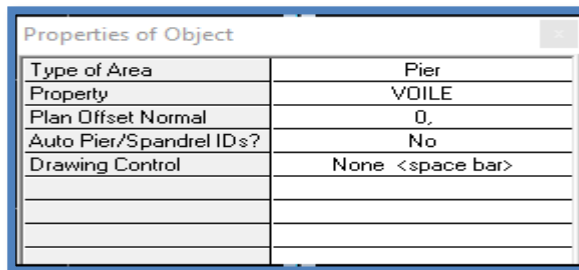 Properties of Object
Type of Area Pier
Property VOILE
Plan Offset Normal 0,
Auto Pier/Spandrel IDs? No
Drawing Control None <space bar>